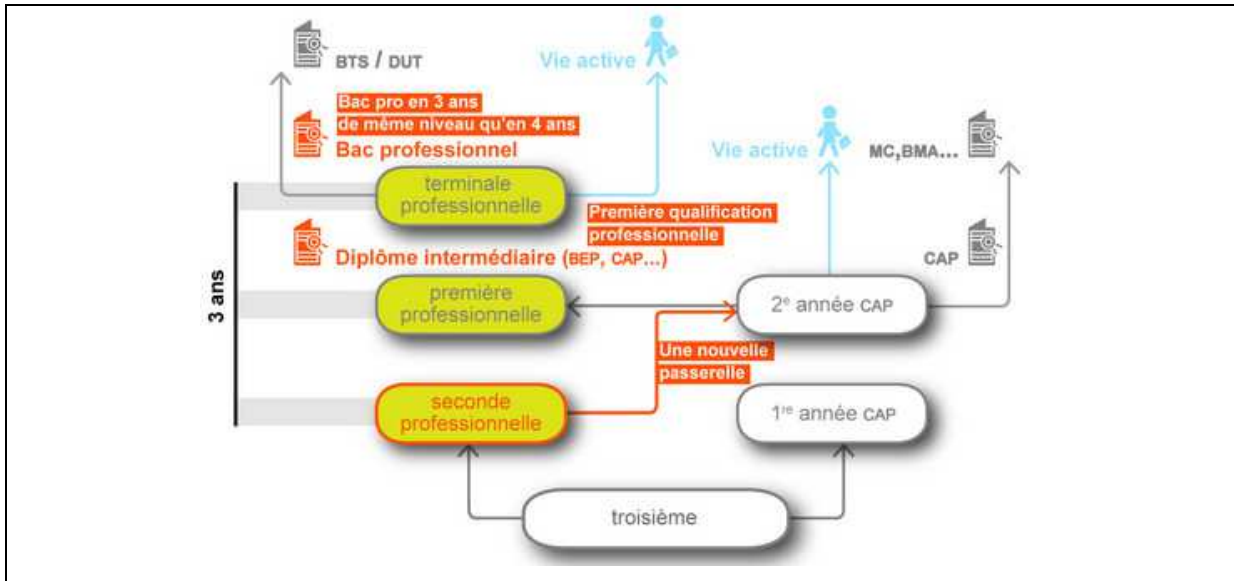 BTS / DUT
Vie active
Bac pro en 3 ans
de même niveau qu'en 4 ans
Bac professionnel
Vie active
MC,BMA...
terminale
professionnelle
Première qualification
professionnelle
Diplôme intermédiaire (BEP, CAP...)
CAP
3 ans
première
professionnelle
2e année CAP
Une nouvelle
passerelle
seconde
professionnelle
1re année CAP
troisième